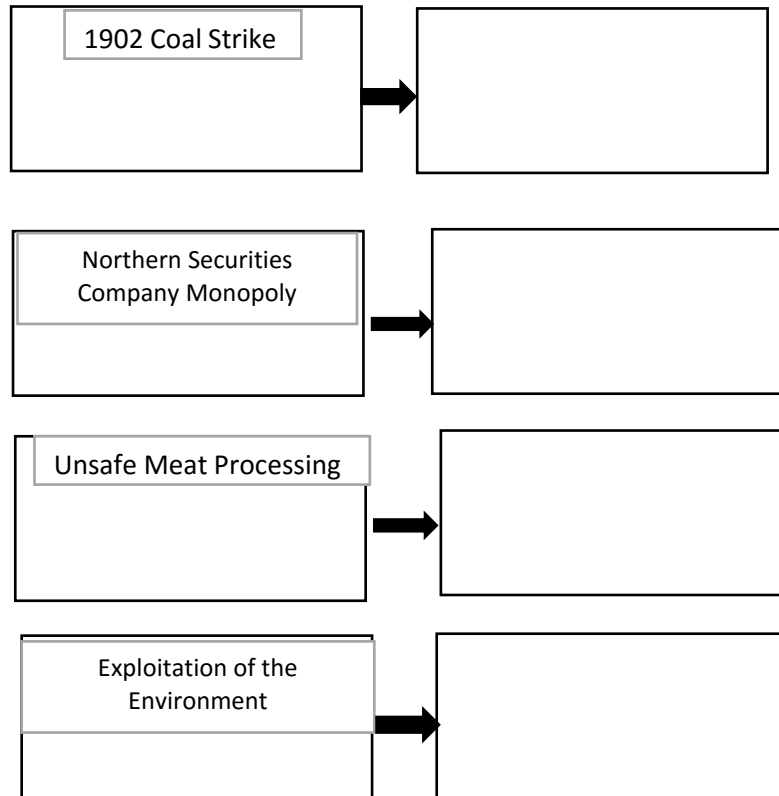 1902 Coal Strike
Northern Securities
Company Monopoly
Unsafe Meat Processing
Exploitation of the
Environment